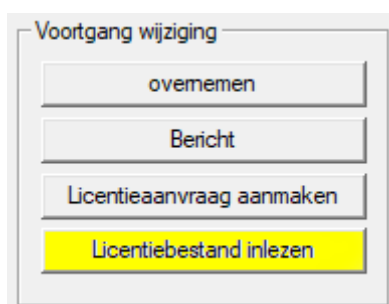 Voortgang wijziging
overnemen
Bericht
Licentieaanvraag aanmaken
Licentiebestand inlezen